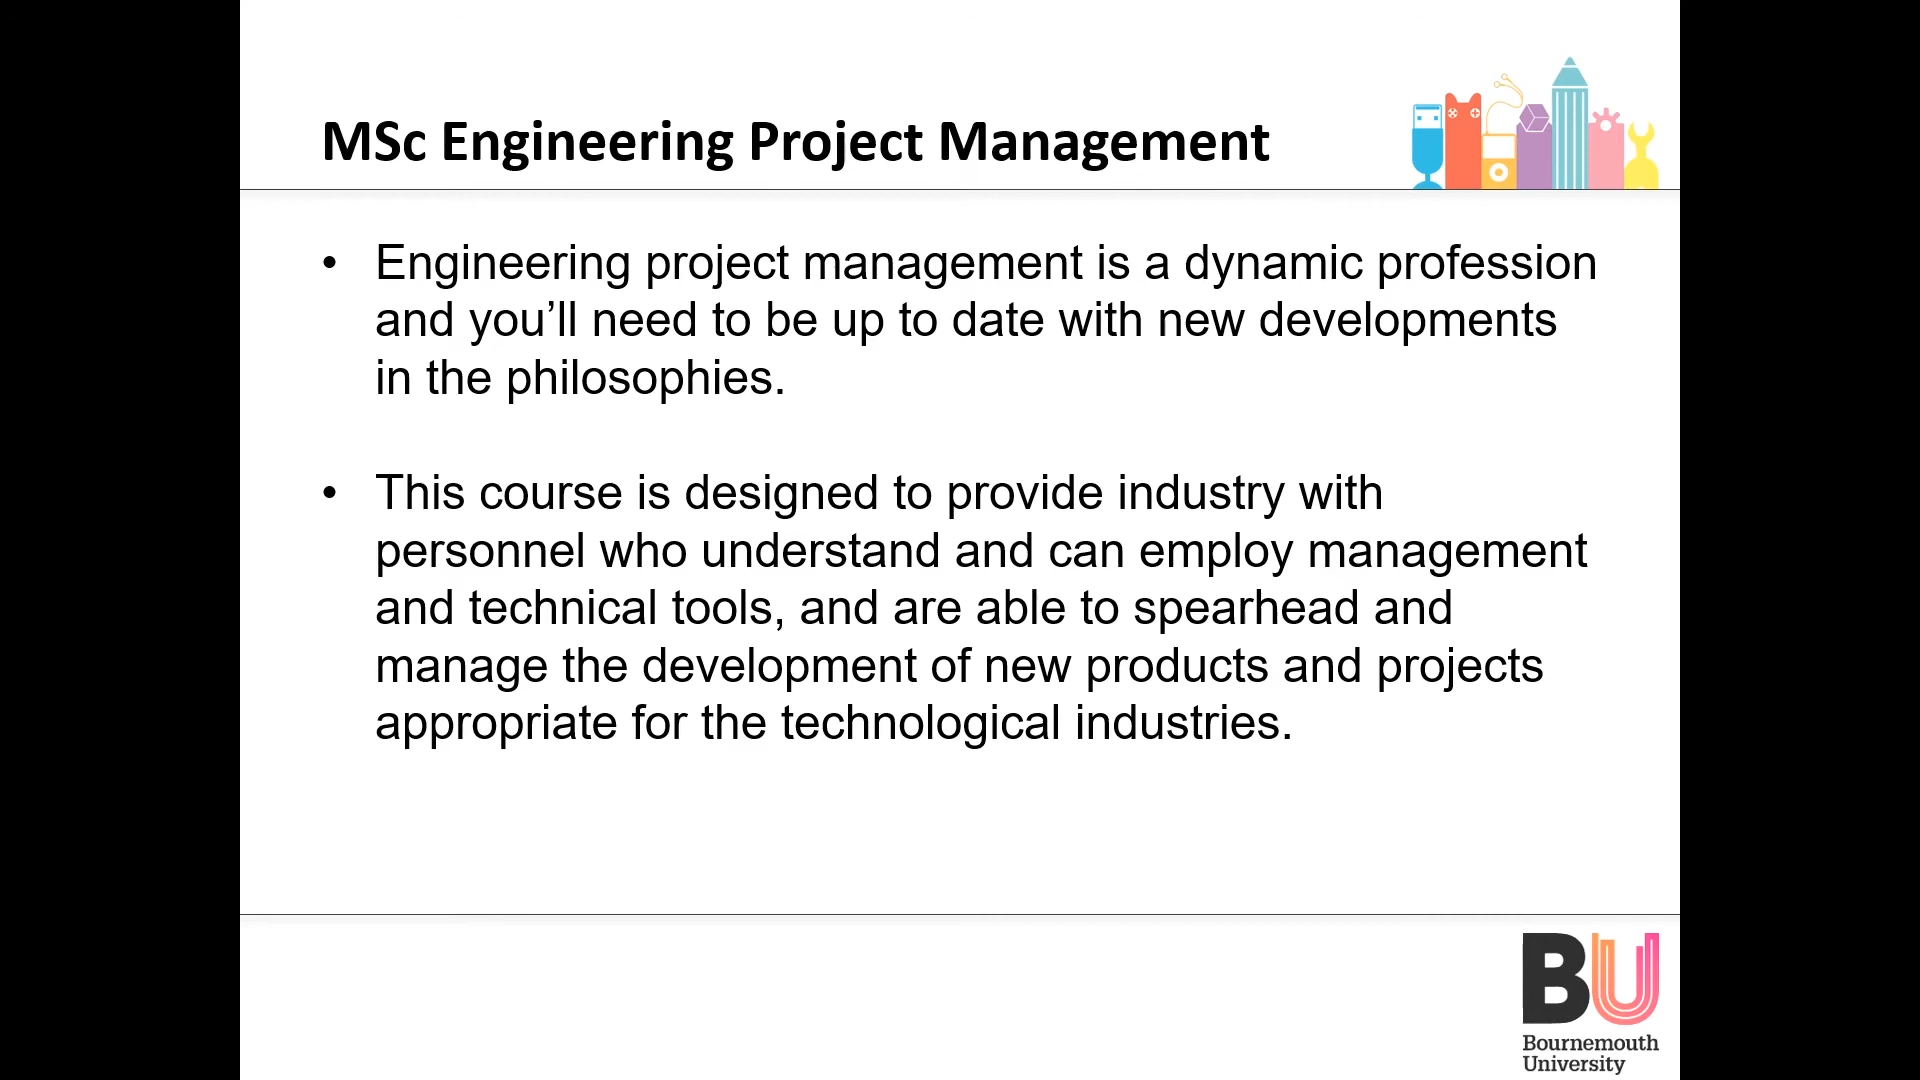 MSc Engineering Project Management
• Engineering project management is a dynamic profession
and you’ll need to be up to date with new developments
in the philosophies.
• This course is designed to provide industry with
personnel who understand and can employ management
and technical tools, and are able to spearhead and
manage the development of new products and projects
appropriate for the technological industries.
BU
Bournemouth
University